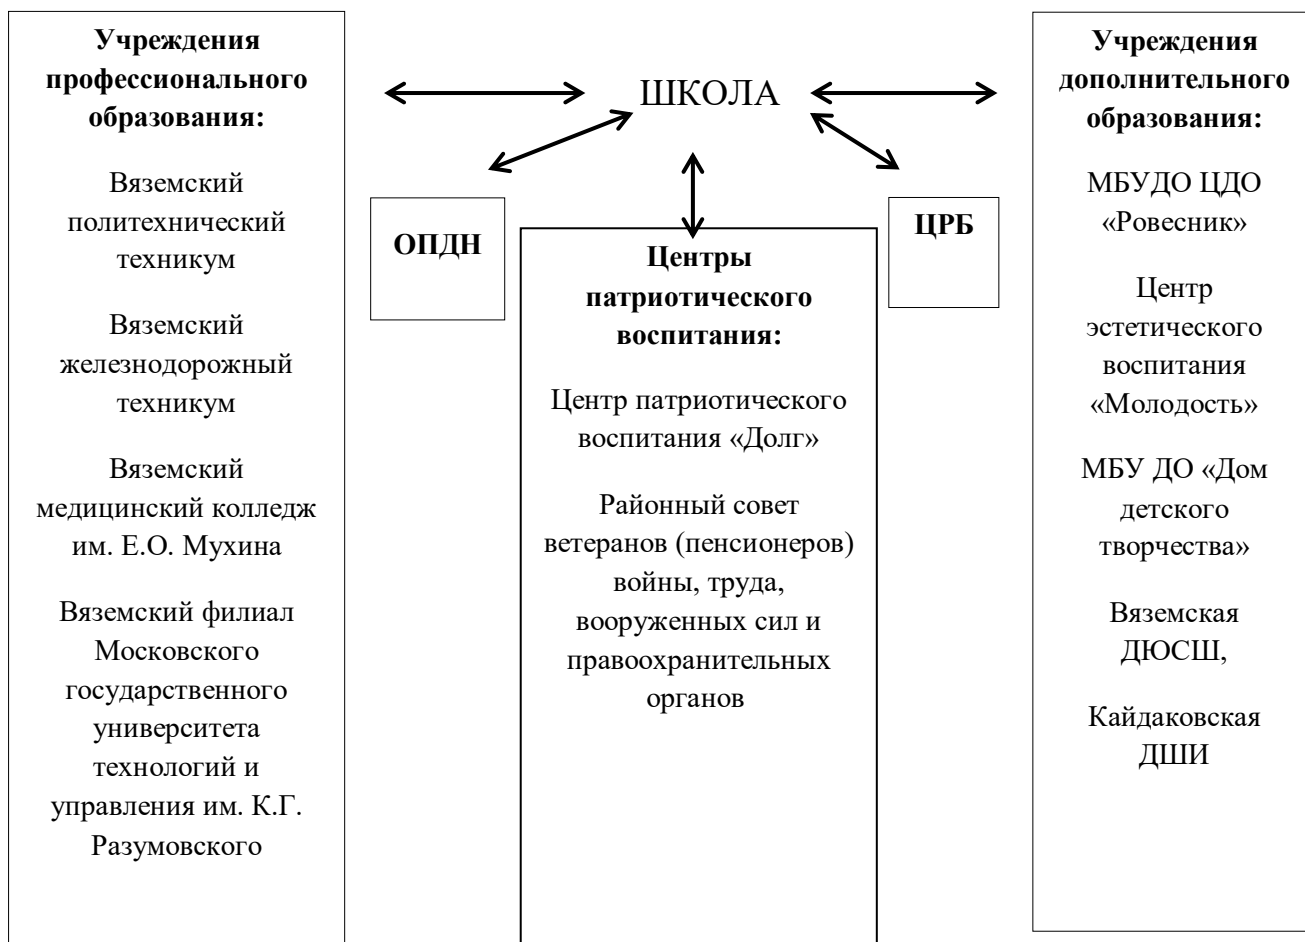 Учреждения
профессионального
образования:
Вяземский
политехнический
техникум
Вяземский
железнодорожный
техникум
Вяземский
медицинский колледж
им. Е.О. Мухина
Вяземский филиал
Московского
государственного
университета
технологий и
управления им. К.Г.
Разумовского
ШКОЛА
ОПДН
Центры
патриотического
воспитания:
Центр патриотического
воспитания «Долг»
Районный совет
ветеранов (пенсионеров)
войны, труда,
вооруженных сил и
правоохранительных
органов
ЦРБ
Учреждения
дополнительного
образования:
МБУДО ЦДО
«Ровесник»
Центр
эстетического
воспитания
«Молодость»
МБУ ДО «Дом
детского
творчества»
Вяземская
ДЮСШ,
Кайдаковская
ДШИ